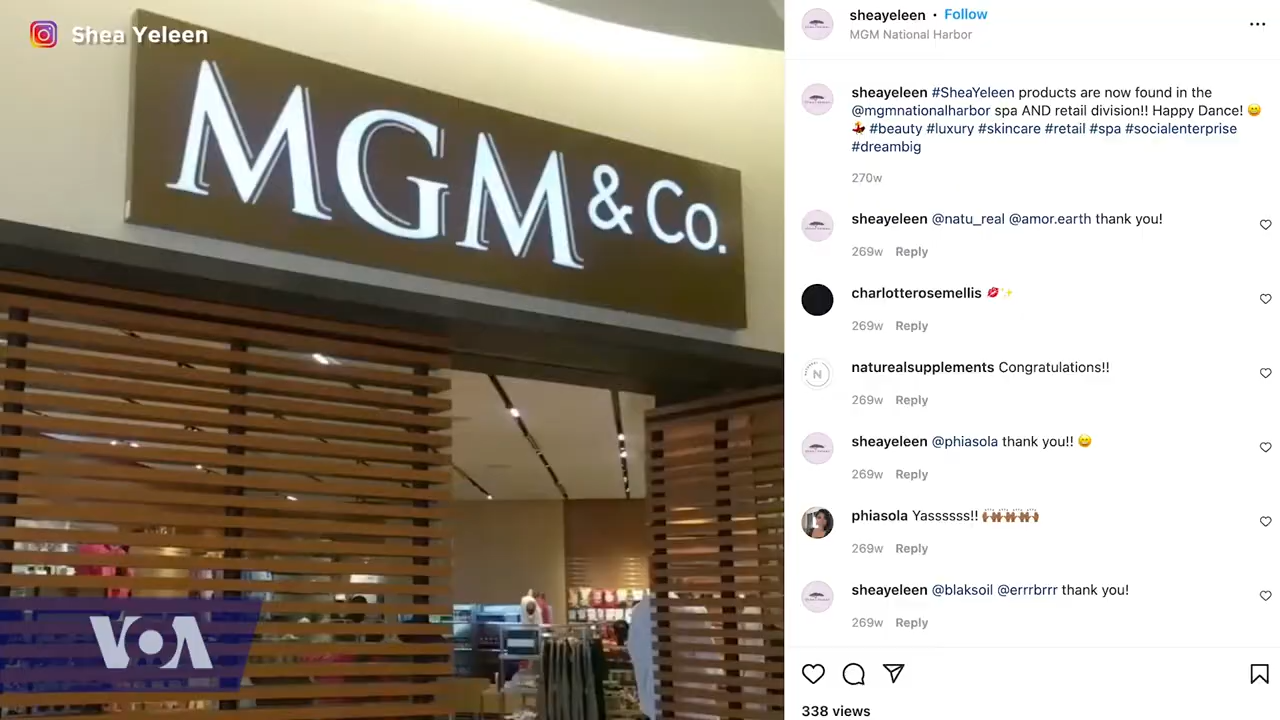 Shea Yeleen
MGM & Co.
VOA
sheayeleen • Follow
MGM National Harbor
sheayeleen #SheaYeleen products are now found in the
@mgmnationalharbor spa AND retail division!! Happy Dance! 😄
💃 #beauty #luxury #skincare #retail #spa #socialenterprise
#dreambig
270w
sheayeleen @natu_real @amor.earth thank you!
269w Reply
charlotterosemellis 💋✨
269w Reply
N
naturealsupplements Congratulations!!
269w Reply
sheayeleen @phiasola thank you!! 😄
269w Reply
phiasola Yassssss!! 🙌🏾🙌🏾🙌🏾🙌🏾
269w Reply
sheayeleen @blaksoil @errrbrrr thank you!
269w Reply
338 views